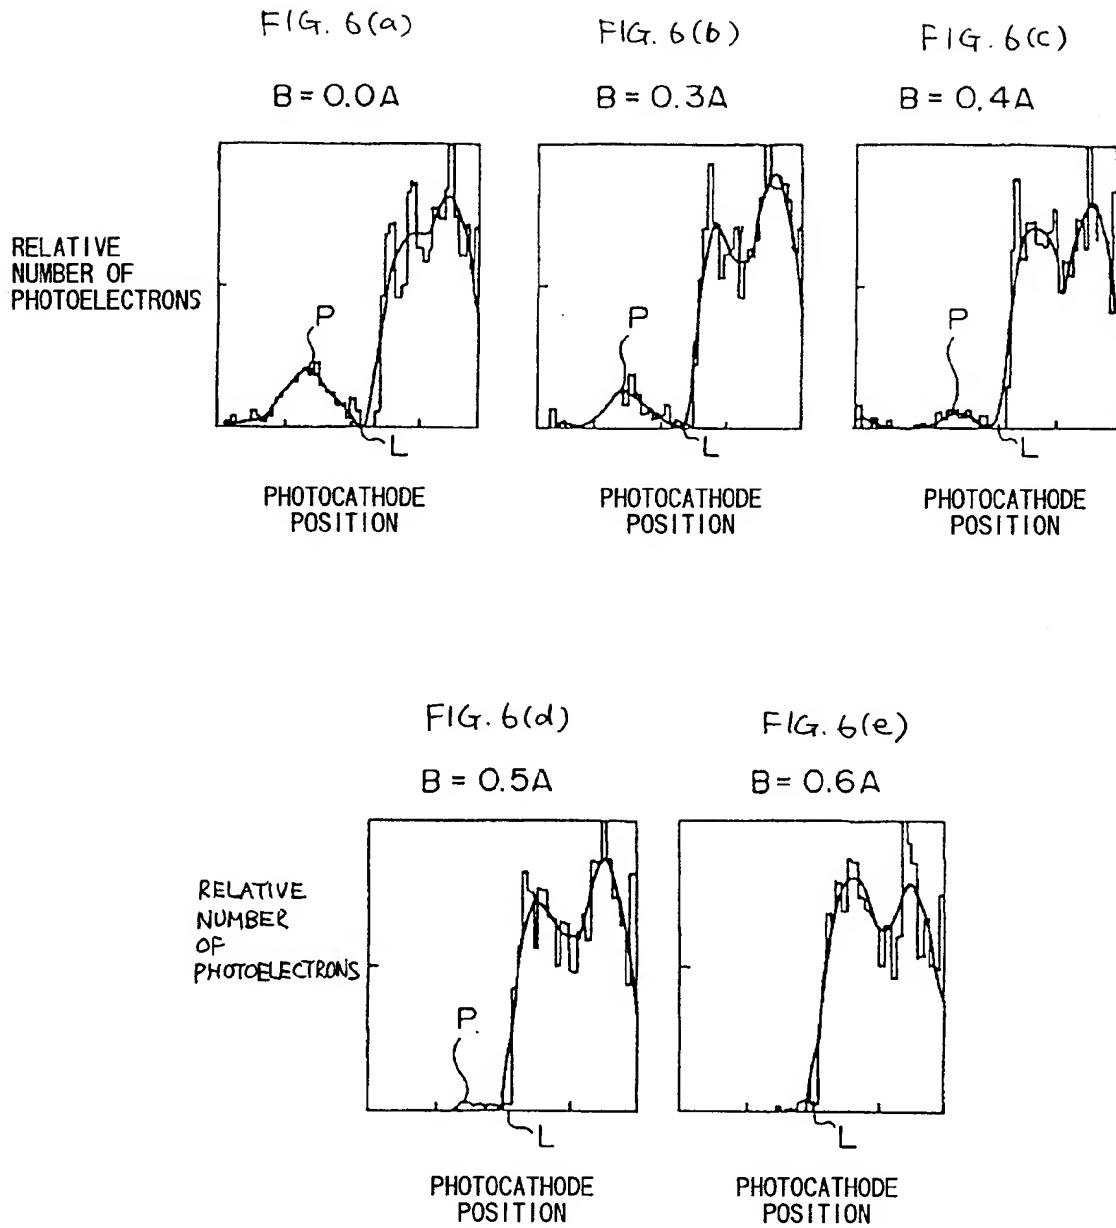 FIG. 6(a)
B = 0.0A
FIG. 6(b)
B = 0.3A
FIG. 6(c)
B = 0.4A
RELATIVE
NUMBER OF
PHOTOELECTRONS
P
L
P
L
P
L
PHOTOCATHODE
POSITION
PHOTOCATHODE
POSITION
PHOTOCATHODE
POSITION
FIG. 6(d)
B = 0.5A
FIG. 6(e)
B = 0.6A
RELATIVE
NUMBER
OF
PHOTOELECTRONS
P
L
L
PHOTOCATHODE
POSITION
PHOTOCATHODE
POSITION